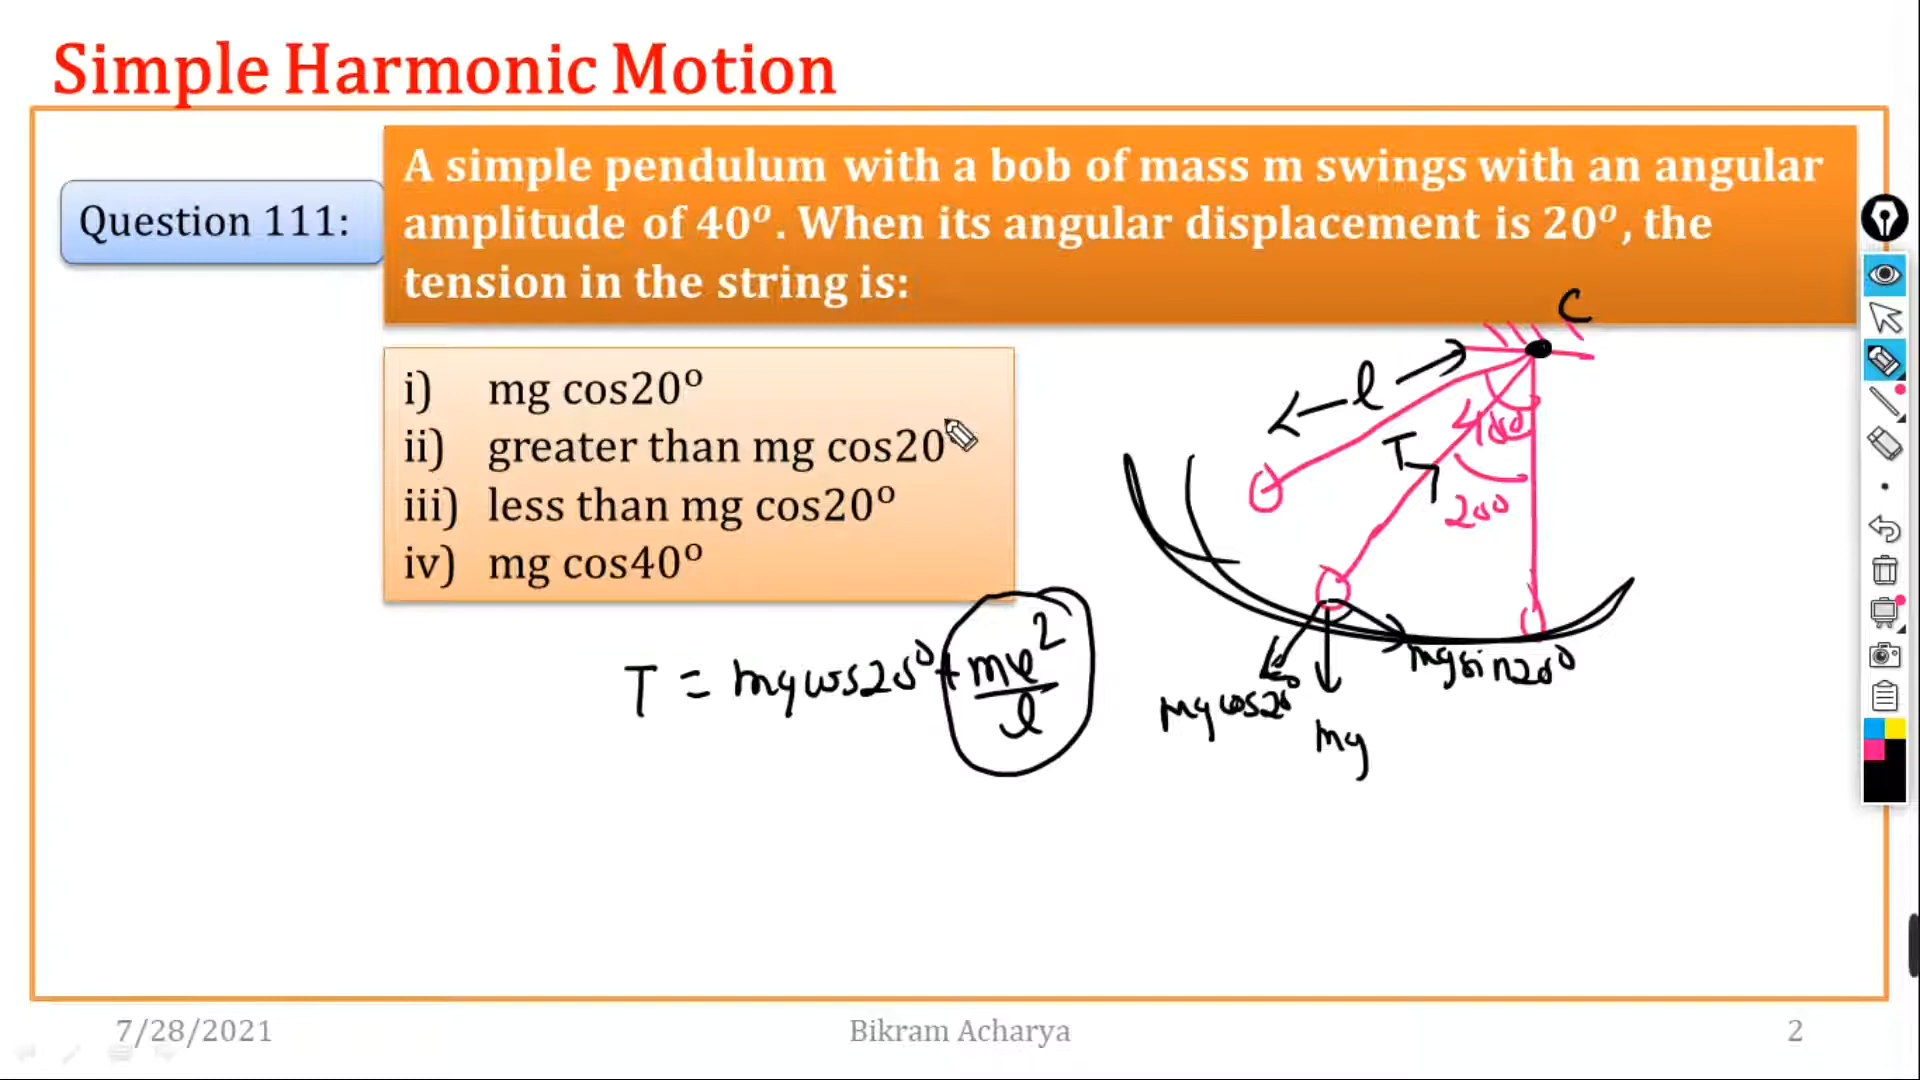 Simple Harmonic Motion
Question 111:
A simple pendulum with a bob of mass m swings with an angular
amplitude of 40°. When its angular displacement is 20°, the
tension in the string is:
i) mg cos20°
ii) greater than mg cos20
iii) less than mg cos20°
iv) mg cos40°
C
l
40°
T
20°
T = mg cos20° + mv²/l
mg sin20°
mg cos20°
mg
7/28/2021
Bikram Acharya
2